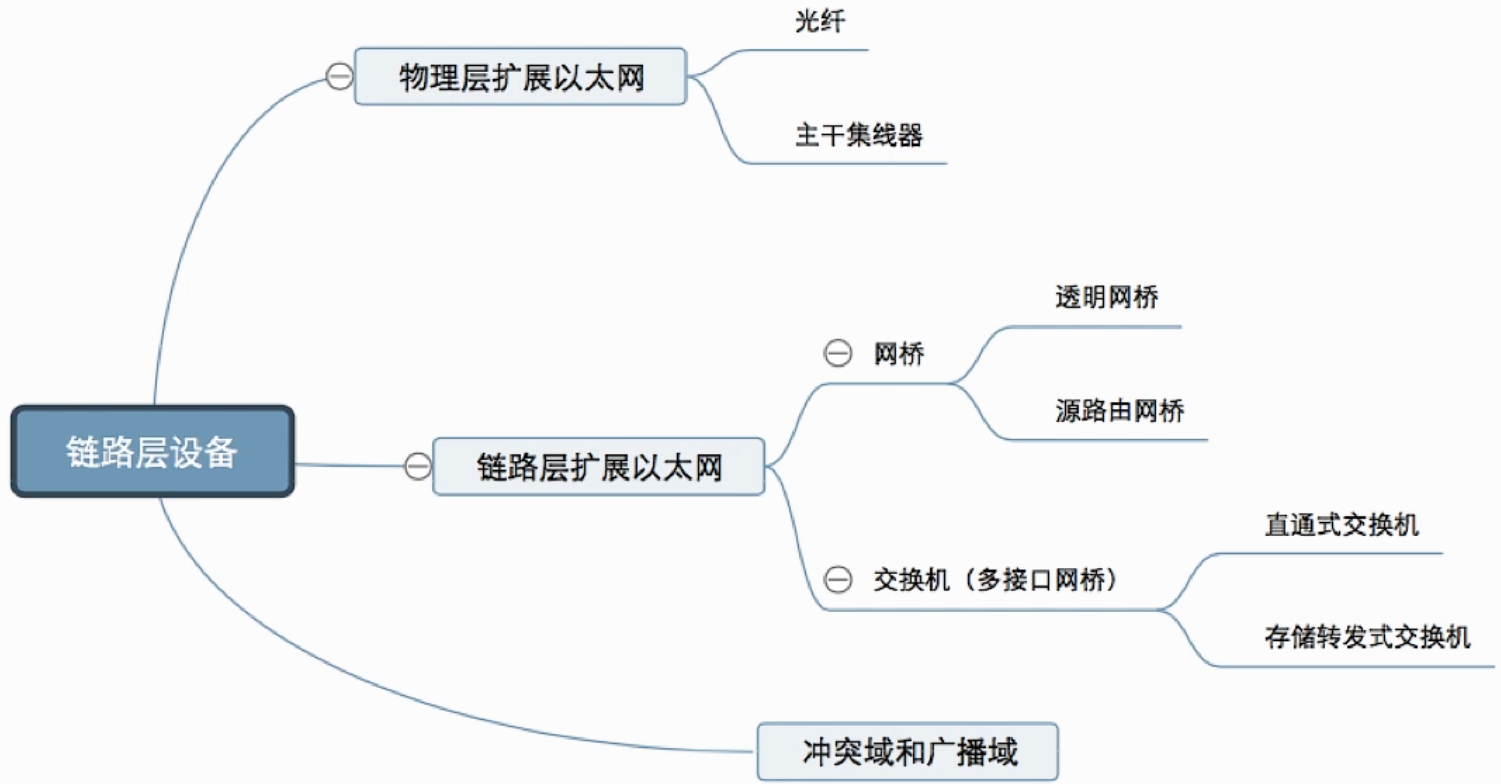 光纤
物理层扩展以太网
主干集线器
透明网桥
网桥
源路由网桥
链路层设备
链路层扩展以太网
直通式交换机
交换机（多接口网桥）
存储转发式交换机
冲突域和广播域